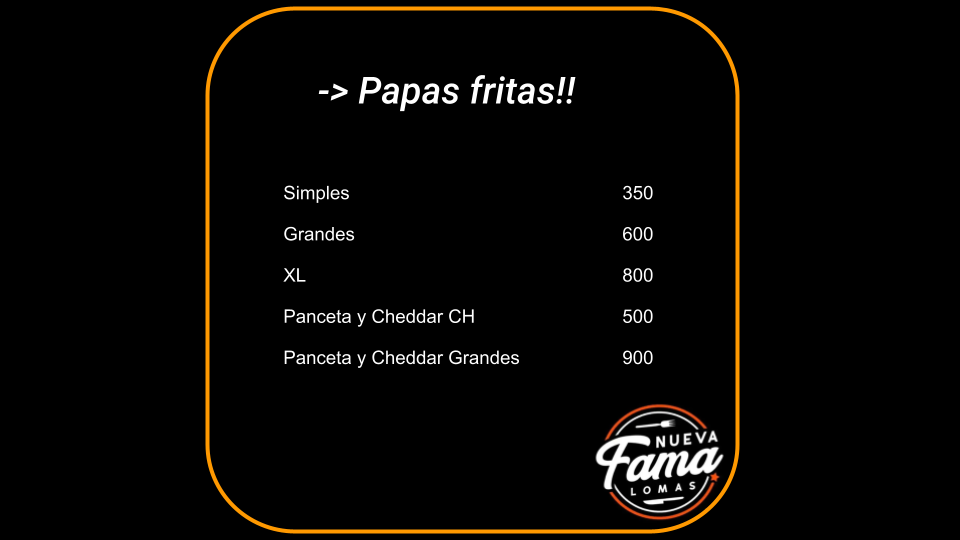 -> Papas fritas!!
Simples 350
Grandes 600
XL 800
Panceta y Cheddar CH 500
Panceta y Cheddar Grandes 900
NUEVA
Fama
LOMAS